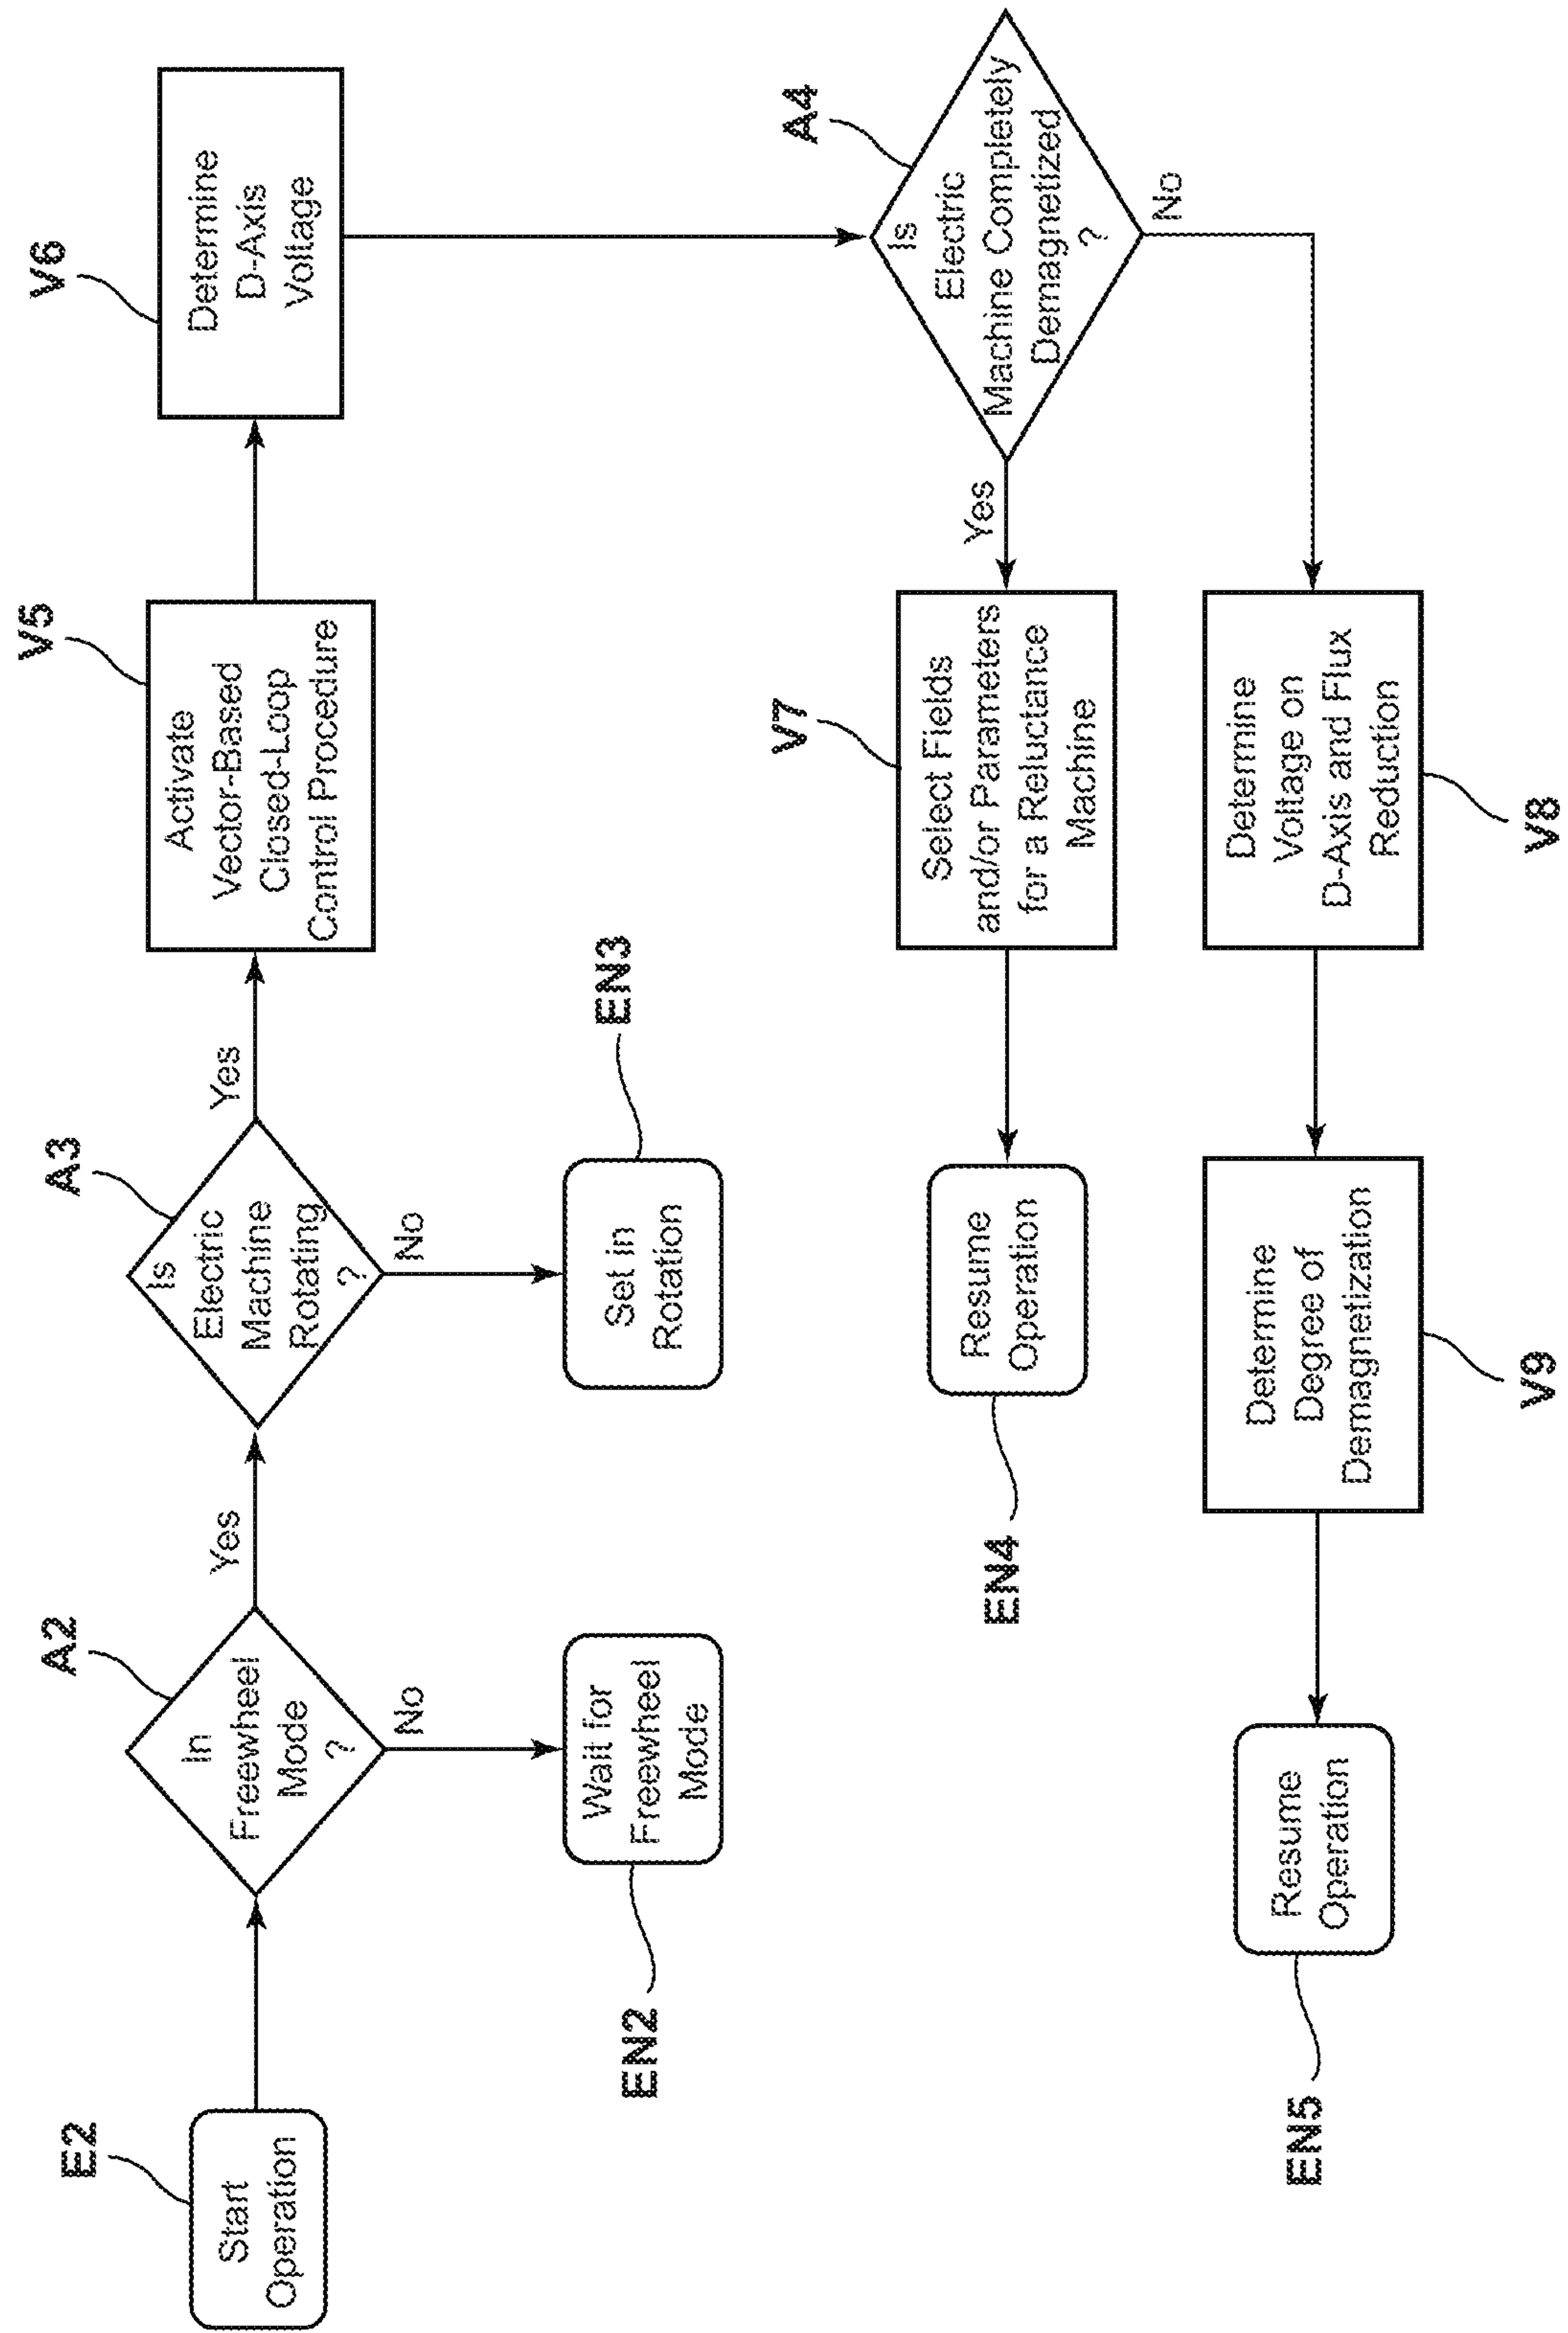 E2
Start
Operation
A2
In
Freewheel
Mode
?
Yes
No
EN2
Wait for
Freewheel
Mode
A3
Is
Electric
Machine
Rotating
?
Yes
No
EN3
Set in
Rotation
V5
Activate
Vector-Based
Closed-Loop
Control Procedure
V6
Determine
D-Axis
Voltage
A4
Is
Electric
Machine Completely
Demagnetized
?
Yes
No
V7
Select Fields
and/or Parameters
for a Reluctance
Machine
EN4
Resume
Operation
V8
Determine
Voltage on
D-Axis and Flux
Reduction
V9
Determine
Degree of
Demagnetization
EN5
Resume
Operation